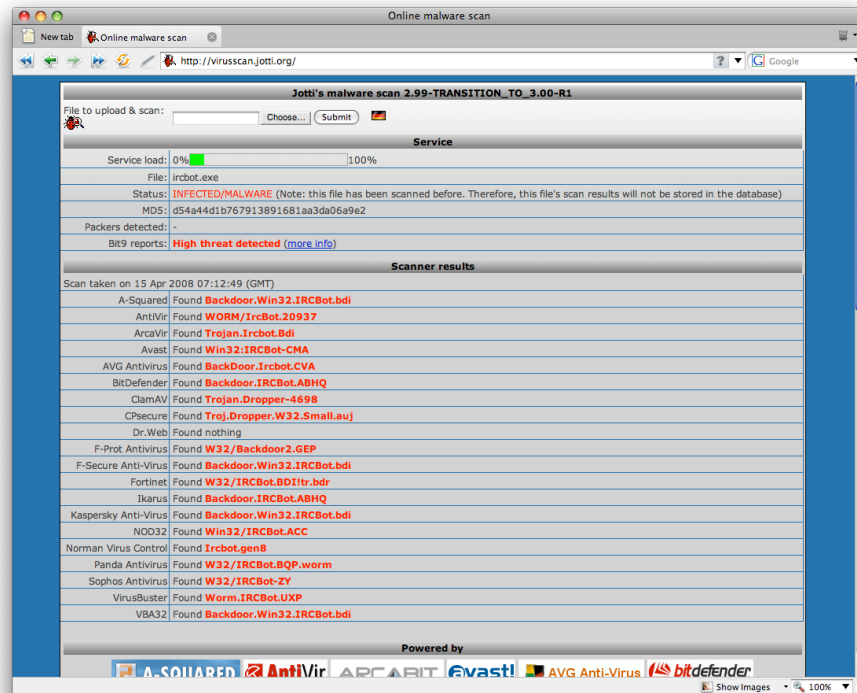 Online malware scan
New tab Online malware scan
http://virusscan.jotti.org/ ? Google
Jotti's malware scan 2.99-TRANSITION_TO_3.00-R1
File to upload & scan: Choose... Submit
Service
Service load: 0% 100%
File: ircbot.exe
Status: INFECTED/MALWARE (Note: this file has been scanned before. Therefore, this file's scan results will not be stored in the database)
MD5: d54a44d1b767913891681aa3da06a9e2
Packers detected: -
Bit9 reports: High threat detected (more info)
Scanner results
Scan taken on 15 Apr 2008 07:12:49 (GMT)
A-Squared Found Backdoor.Win32.IRCBot.bdi
AntiVir Found WORM/IrcBot.20937
ArcaVir Found Trojan.Ircbot.Bdi
Avast Found Win32:IRCBot-CMA
AVG Antivirus Found BackDoor.Ircbot.CVA
BitDefender Found Backdoor.IRCBot.ABHQ
ClamAV Found Trojan.Dropper-4698
CPsecure Found Troj.Dropper.W32.Small.auj
Dr.Web Found nothing
F-Prot Antivirus Found W32/Backdoor2.GEP
F-Secure Anti-Virus Found Backdoor.Win32.IRCBot.bdi
Fortinet Found W32/IRCBot.BDI!tr.bdr
Ikarus Found Backdoor.IRCBot.ABHQ
Kaspersky Anti-Virus Found Backdoor.Win32.IRCBot.bdi
NOD32 Found Win32/IRCBot.ACC
Norman Virus Control Found Ircbot.gen8
Panda Antivirus Found W32/IRCBot.BQP.worm
Sophos Antivirus Found W32/IRCBot-ZY
VirusBuster Found Worm.IRCBot.UXP
VBA32 Found Backdoor.Win32.IRCBot.bdi
Powered by
A-SQUARED AntiVir ARCABIT avast! AVG Anti-Virus bitdefender
Show Images 100%